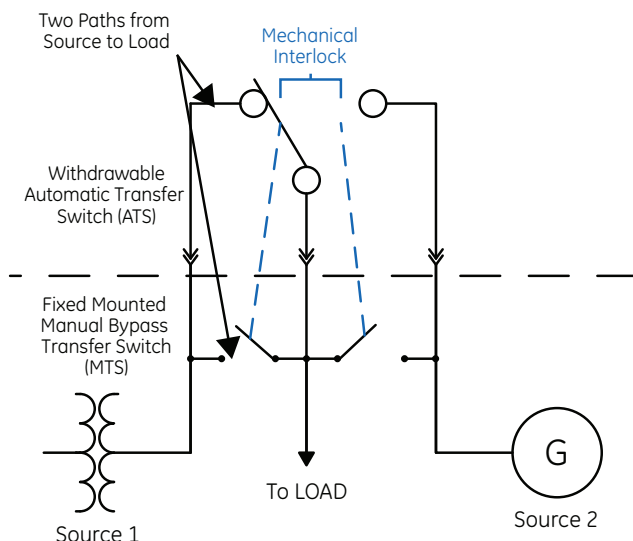 Two Paths from
Source to Load
Mechanical
Interlock
Withdrawable
Automatic Transfer
Switch (ATS)
Fixed Mounted
Manual Bypass
Transfer Switch
(MTS)
G
To LOAD
Source 1
Source 2